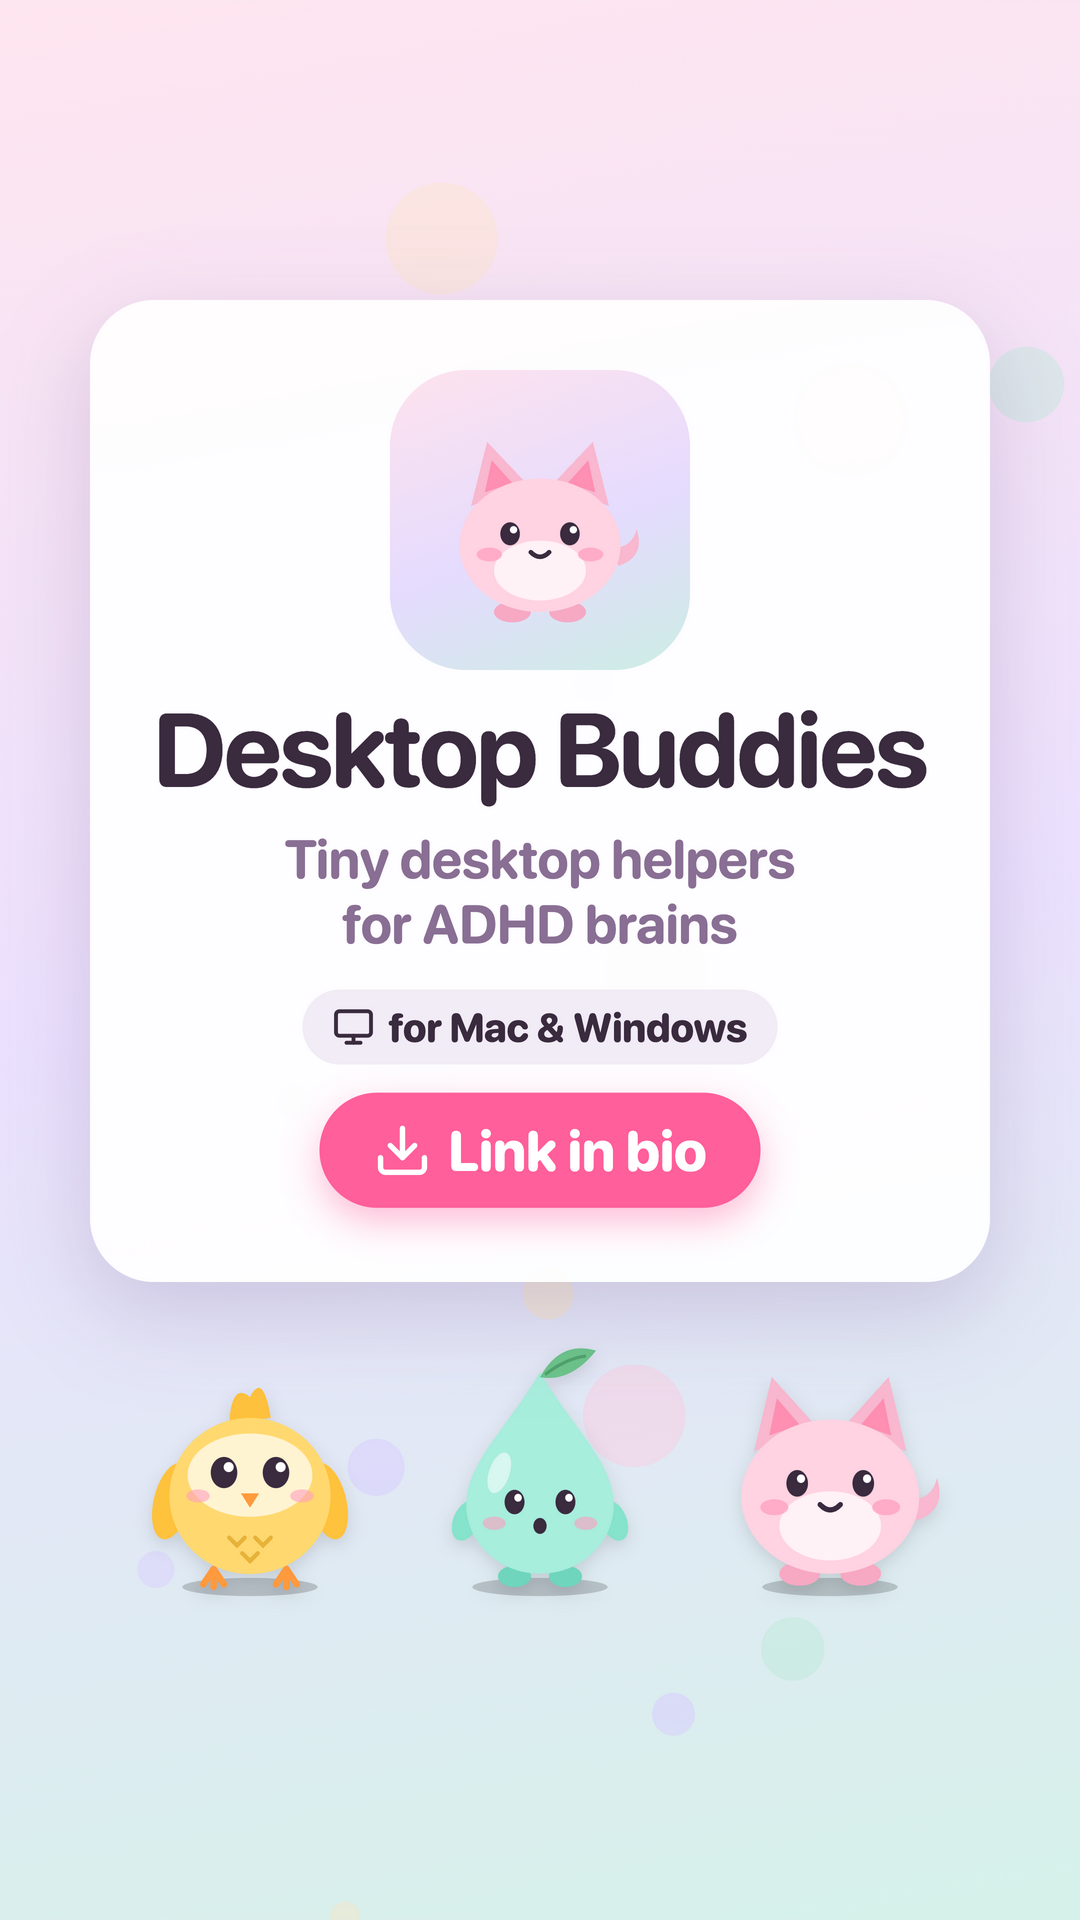 Desktop Buddies
Tiny desktop helpers
for ADHD brains
for Mac & Windows
Link in bio